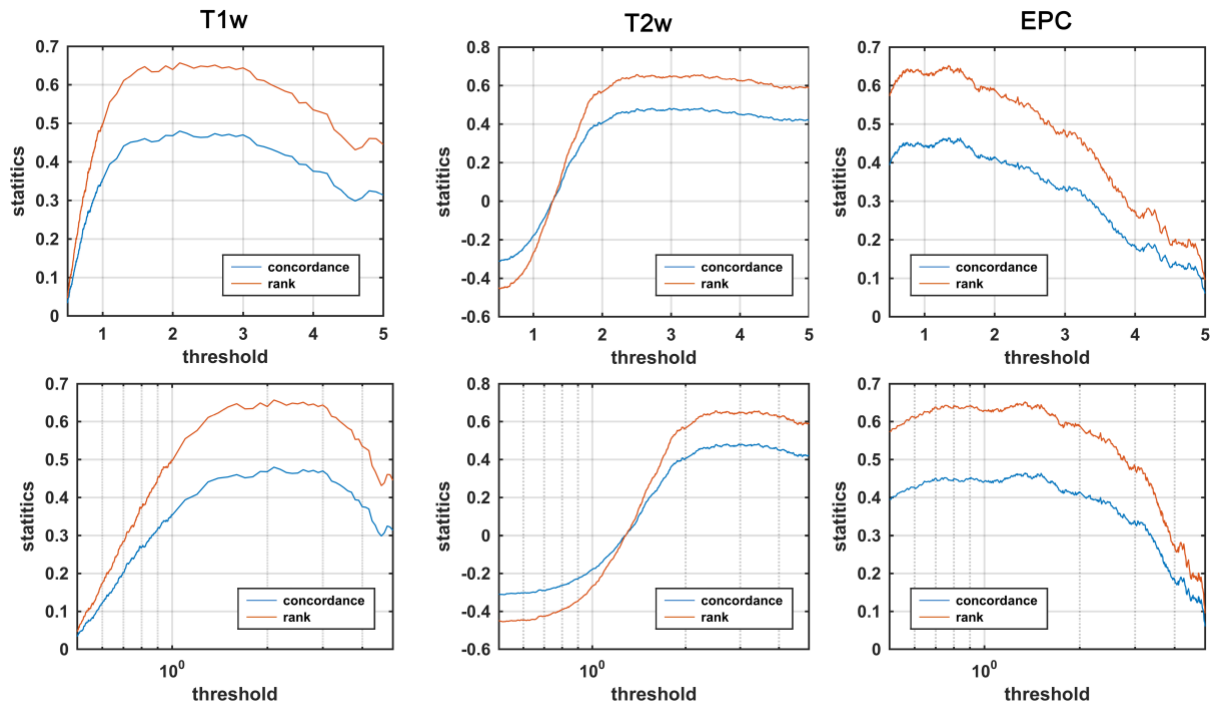 T1w T2w EPC
0.7 0.8 0.7
0.6 0.6 0.6
0.5 0.4 0.5
0.4 0.2 0.4
0.3 0 0.3
0.2 -0.2 0.2
0.1 -0.4 0.1
0 -0.6 0
statitics statitics statitics
concordance concordance concordance
rank rank rank
1 2 3 4 5 1 2 3 4 5 1 2 3 4 5
threshold threshold threshold
0.7 0.8 0.7
0.6 0.6 0.6
0.5 0.4 0.5
0.4 0.2 0.4
0.3 0 0.3
0.2 -0.2 0.2
0.1 -0.4 0.1
0 -0.6 0
statitics statitics statitics
concordance concordance concordance
rank rank rank
10⁰ 10⁰ 10⁰
threshold threshold threshold